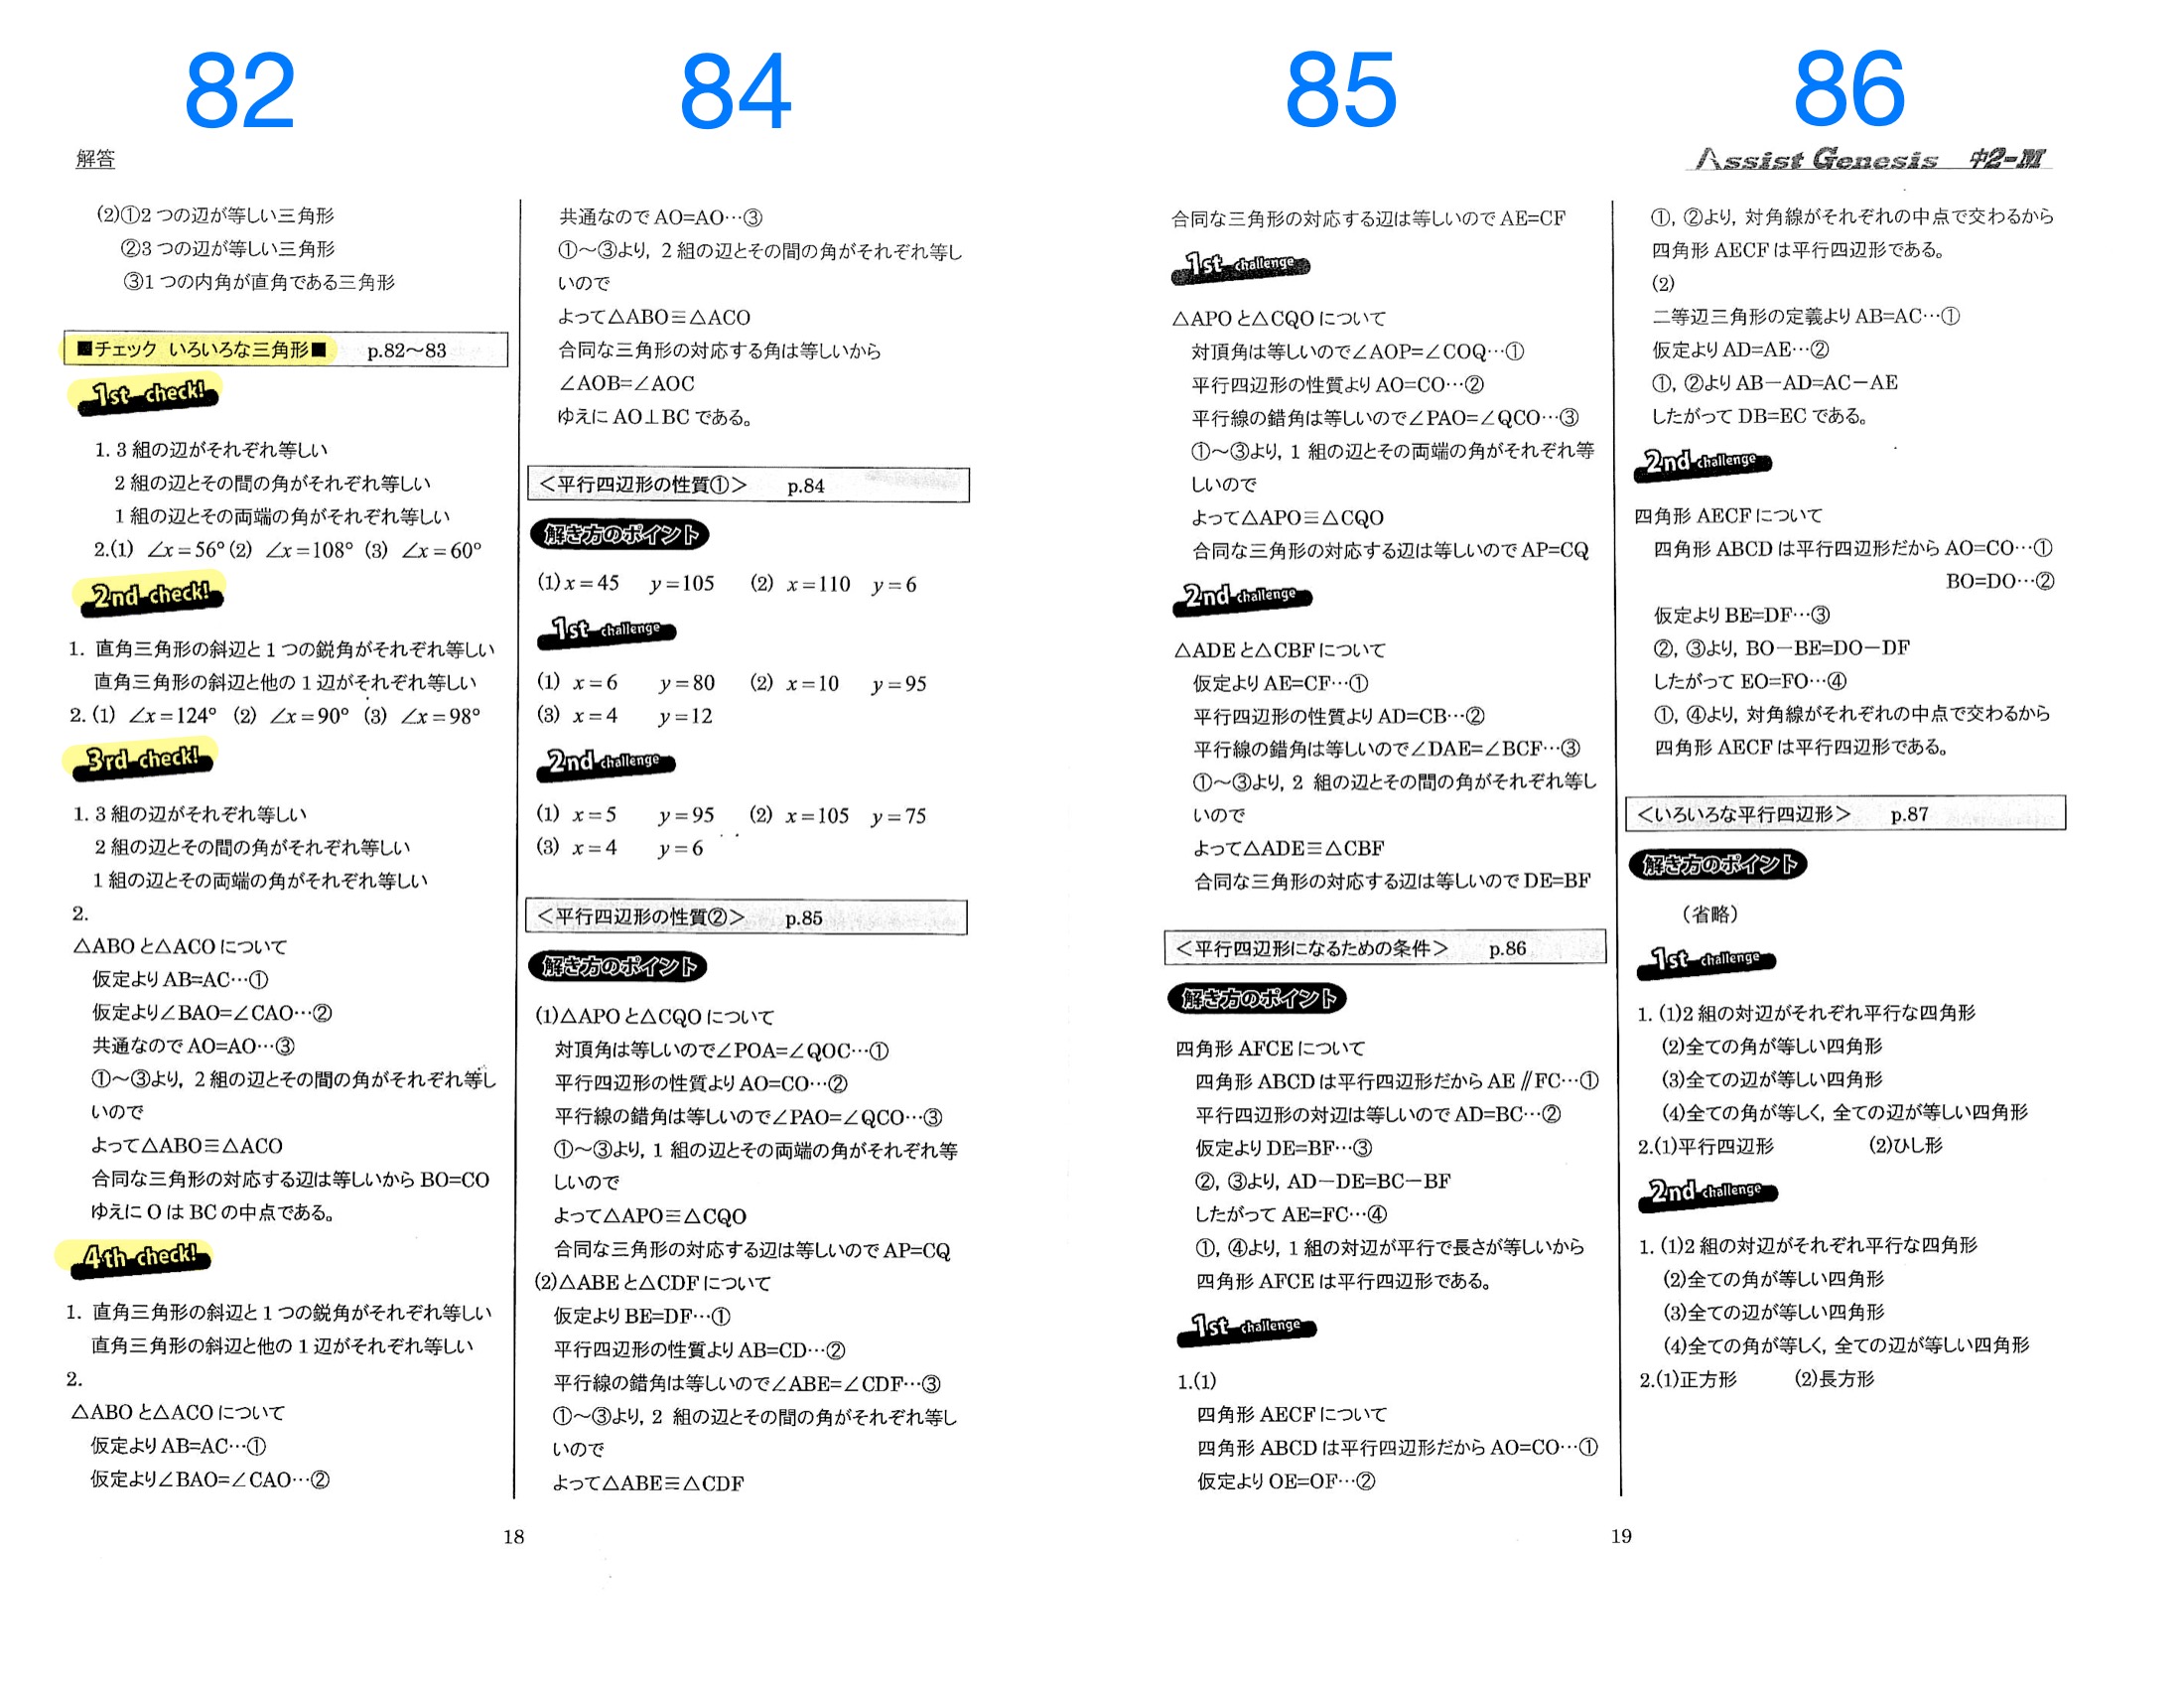 82
84
85
86
解答
Assist Genesis 中2-M
(2)①2つの辺が等しい三角形
②3つの辺が等しい三角形
③1つの内角が直角である三角形
■チェック いろいろな三角形■ p.82～83
1st check!
1. 3組の辺がそれぞれ等しい
2組の辺とその間の角がそれぞれ等しい
1組の辺とその両端の角がそれぞれ等しい
2.(1) ∠x=56° (2) ∠x=108° (3) ∠x=60°
2nd check!
1. 直角三角形の斜辺と1つの鋭角がそれぞれ等しい
直角三角形の斜辺と他の1辺がそれぞれ等しい
2. (1) ∠x=124° (2) ∠x=90° (3) ∠x=98°
3rd check!
1. 3組の辺がそれぞれ等しい
2組の辺とその間の角がそれぞれ等しい
1組の辺とその両端の角がそれぞれ等しい
2.
△ABOと△ACOについて
仮定よりAB=AC…①
仮定より∠BAO=∠CAO…②
共通なのでAO=AO…③
①～③より, 2組の辺とその間の角がそれぞれ等し
いので
よって△ABO≡△ACO
合同な三角形の対応する辺は等しいからBO=CO
ゆえにOはBCの中点である。
4th check!
1. 直角三角形の斜辺と1つの鋭角がそれぞれ等しい
直角三角形の斜辺と他の1辺がそれぞれ等しい
2.
△ABOと△ACOについて
仮定よりAB=AC…①
仮定より∠BAO=∠CAO…②
共通なのでAO=AO…③
①～③より, 2組の辺とその間の角がそれぞれ等し
いので
よって△ABO≡△ACO
合同な三角形の対応する角は等しいから
∠AOB=∠AOC
ゆえにAO⊥BCである。
＜平行四辺形の性質①＞ p.84
解き方のポイント
(1) x=45 y=105 (2) x=110 y=6
1st challenge
(1) x=6 y=80 (2) x=10 y=95
(3) x=4 y=12
2nd challenge
(1) x=5 y=95 (2) x=105 y=75
(3) x=4 y=6
＜平行四辺形の性質②＞ p.85
解き方のポイント
(1)△APOと△CQOについて
対頂角は等しいので∠POA=∠QOC…①
平行四辺形の性質よりAO=CO…②
平行線の錯角は等しいので∠PAO=∠QCO…③
①～③より, 1組の辺とその両端の角がそれぞれ等
しいので
よって△APO≡△CQO
合同な三角形の対応する辺は等しいのでAP=CQ
(2)△ABEと△CDFについて
仮定よりBE=DF…①
平行四辺形の性質よりAB=CD…②
平行線の錯角は等しいので∠ABE=∠CDF…③
①～③より, 2組の辺とその間の角がそれぞれ等し
いので
よって△ABE≡△CDF
18
合同な三角形の対応する辺は等しいのでAE=CF
1st challenge
△APOと△CQOについて
対頂角は等しいので∠AOP=∠COQ…①
平行四辺形の性質よりAO=CO…②
平行線の錯角は等しいので∠PAO=∠QCO…③
①～③より, 1組の辺とその両端の角がそれぞれ等
しいので
よって△APO≡△CQO
合同な三角形の対応する辺は等しいのでAP=CQ
2nd challenge
△ADEと△CBFについて
仮定よりAE=CF…①
平行四辺形の性質よりAD=CB…②
平行線の錯角は等しいので∠DAE=∠BCF…③
①～③より, 2組の辺とその間の角がそれぞれ等し
いので
よって△ADE≡△CBF
合同な三角形の対応する辺は等しいのでDE=BF
＜平行四辺形になるための条件＞ p.86
解き方のポイント
四角形AFCEについて
四角形ABCDは平行四辺形だからAE∥FC…①
平行四辺形の対辺は等しいのでAD=BC…②
仮定よりDE=BF…③
②, ③より, AD－DE=BC－BF
したがってAE=FC…④
①, ④より, 1組の対辺が平行で長さが等しいから
四角形AFCEは平行四辺形である。
1st challenge
1.(1)
四角形AECFについて
四角形ABCDは平行四辺形だからAO=CO…①
仮定よりOE=OF…②
①, ②より, 対角線がそれぞれの中点で交わるから
四角形AECFは平行四辺形である。
(2)
二等辺三角形の定義よりAB=AC…①
仮定よりAD=AE…②
①, ②よりAB－AD=AC－AE
したがってDB=ECである。
2nd challenge
四角形AECFについて
四角形ABCDは平行四辺形だからAO=CO…①
BO=DO…②
仮定よりBE=DF…③
②, ③より, BO－BE=DO－DF
したがってEO=FO…④
①, ④より, 対角線がそれぞれの中点で交わるから
四角形AECFは平行四辺形である。
＜いろいろな平行四辺形＞ p.87
解き方のポイント
（省略）
1st challenge
1. (1)2組の対辺がそれぞれ平行な四角形
(2)全ての角が等しい四角形
(3)全ての辺が等しい四角形
(4)全ての角が等しく, 全ての辺が等しい四角形
2.(1)平行四辺形 (2)ひし形
2nd challenge
1. (1)2組の対辺がそれぞれ平行な四角形
(2)全ての角が等しい四角形
(3)全ての辺が等しい四角形
(4)全ての角が等しく, 全ての辺が等しい四角形
2.(1)正方形 (2)長方形
19